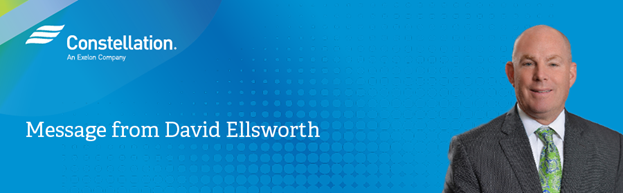 Constellation.
An Exelon Company
Message from David Ellsworth